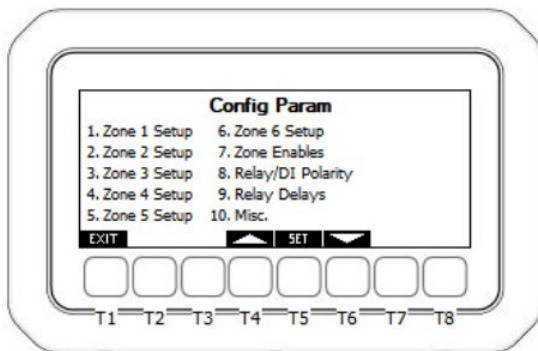 Config Param
1. Zone 1 Setup 6. Zone 6 Setup
2. Zone 2 Setup 7. Zone Enables
3. Zone 3 Setup 8. Relay/DI Polarity
4. Zone 4 Setup 9. Relay Delays
5. Zone 5 Setup 10. Misc.
EXIT SET
T1 T2 T3 T4 T5 T6 T7 T8